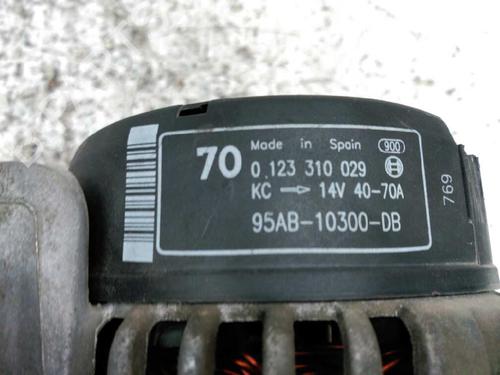 70
Made in Spain
900
0 123 310 029
KC → 14V 40-70A
95AB-10300-DB
769